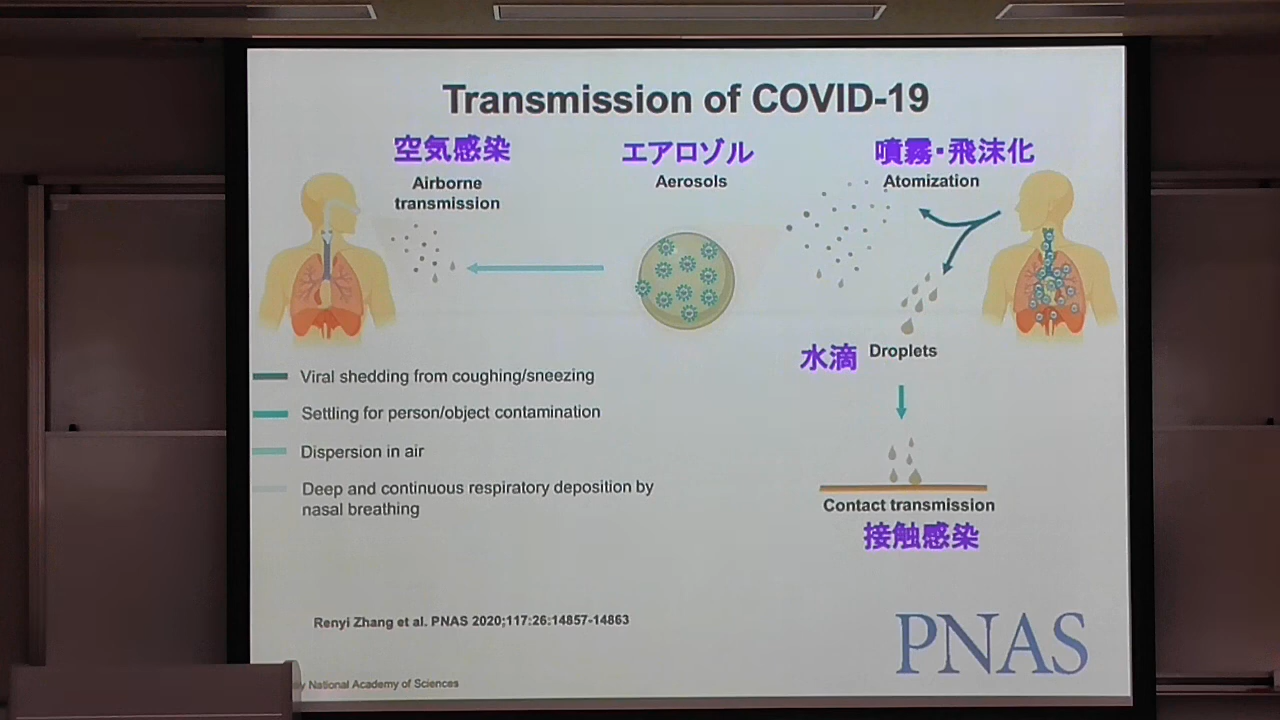 Transmission of COVID-19
空気感染
エアロゾル
噴霧・飛沫化
Airborne
transmission
Aerosols
Atomization
水滴
Droplets
Viral shedding from coughing/sneezing
Settling for person/object contamination
Dispersion in air
Deep and continuous respiratory deposition by
nasal breathing
Contact transmission
接触感染
Renyi Zhang et al. PNAS 2020;117:26:14857-14863
PNAS
National Academy of Sciences